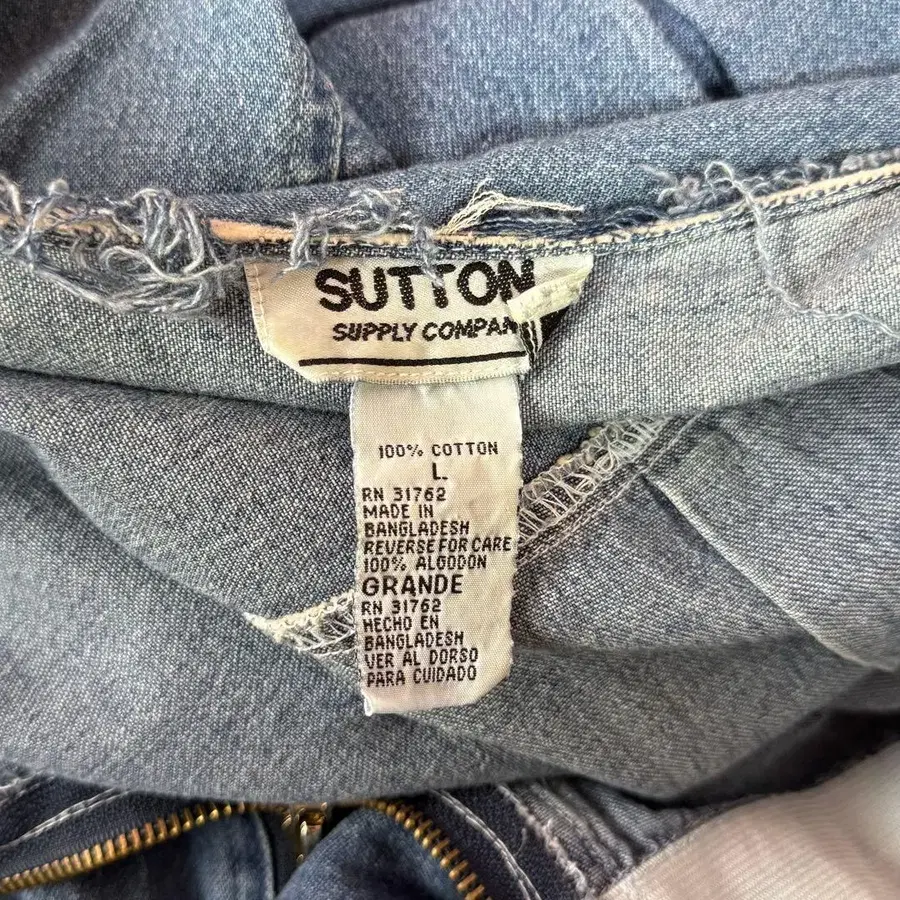 SUTTON
SUPPLY COMPAN
100% COTTON
L.
RN 31762
MADE IN
BANGLADESH
REVERSE FOR CARE
100% ALGODON
GRANDE
RN 31762
HECHO EN
BANGLADESH
VER AL DORSO
PARA CUIDADO